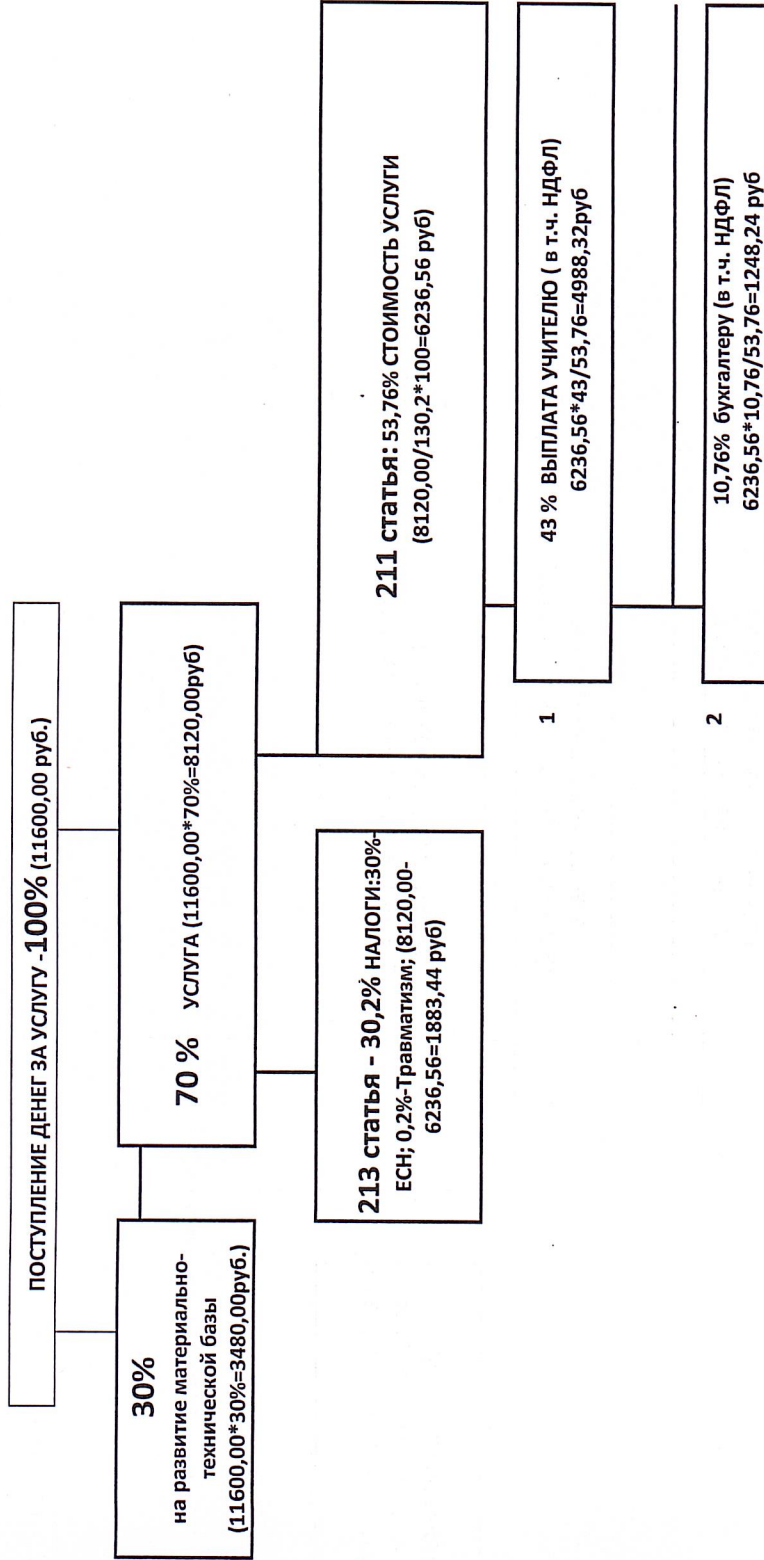 ПОСТУПЛЕНИЕ ДЕНЕГ ЗА УСЛУГУ -100% (11600,00 руб.)
30%
на развитие материально-
технической базы
(11600,00*30%=3480,00руб.)
70 % УСЛУГА (11600,00*70%=8120,00руб)
213 статья - 30,2% НАЛОГИ:30%-
ЕСН; 0,2%-Травматизм; (8120,00-
6236,56=1883,44 руб)
211 статья: 53,76% СТОИМОСТЬ УСЛУГИ
(8120,00/130,2*100=6236,56 руб)
1
43 % ВЫПЛАТА УЧИТЕЛЮ ( в т.ч. НДФЛ)
6236,56*43/53,76=4988,32руб
2
10,76% бухгалтеру (в т.ч. НДФЛ)
6236,56*10,76/53,76=1248,24 руб